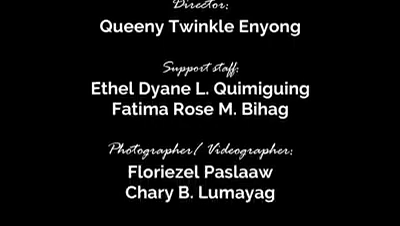 Director:
Queeny Twinkle Enyong
Support staff:
Ethel Dyane L. Quimiguing
Fatima Rose M. Bihag
Photographer/ Videographer:
Floriezel Paslaaw
Chary B. Lumayag